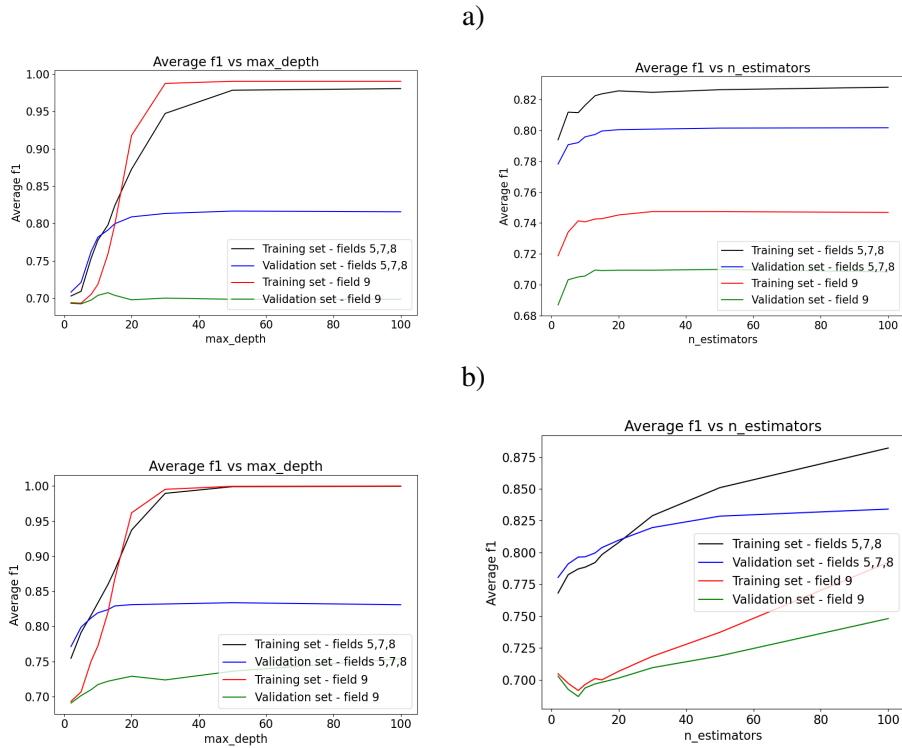 a)
Average f1 vs max_depth
Average f1
1.00
0.95
0.90
0.85
0.80
0.75
0.70
0 20 40 60 80 100
max_depth
Training set - fields 5,7,8
Validation set - fields 5,7,8
Training set - field 9
Validation set - field 9
Average f1 vs n_estimators
Average f1
0.82
0.80
0.78
0.76
0.74
0.72
0.70
0.68
0 20 40 60 80 100
n_estimators
Training set - fields 5,7,8
Validation set - fields 5,7,8
Training set - field 9
Validation set - field 9
b)
Average f1 vs max_depth
Average f1
1.00
0.95
0.90
0.85
0.80
0.75
0.70
0 20 40 60 80 100
max_depth
Training set - fields 5,7,8
Validation set - fields 5,7,8
Training set - field 9
Validation set - field 9
Average f1 vs n_estimators
Average f1
0.875
0.850
0.825
0.800
0.775
0.750
0.725
0.700
0 20 40 60 80 100
n_estimators
Training set - fields 5,7,8
Validation set - fields 5,7,8
Training set - field 9
Validation set - field 9